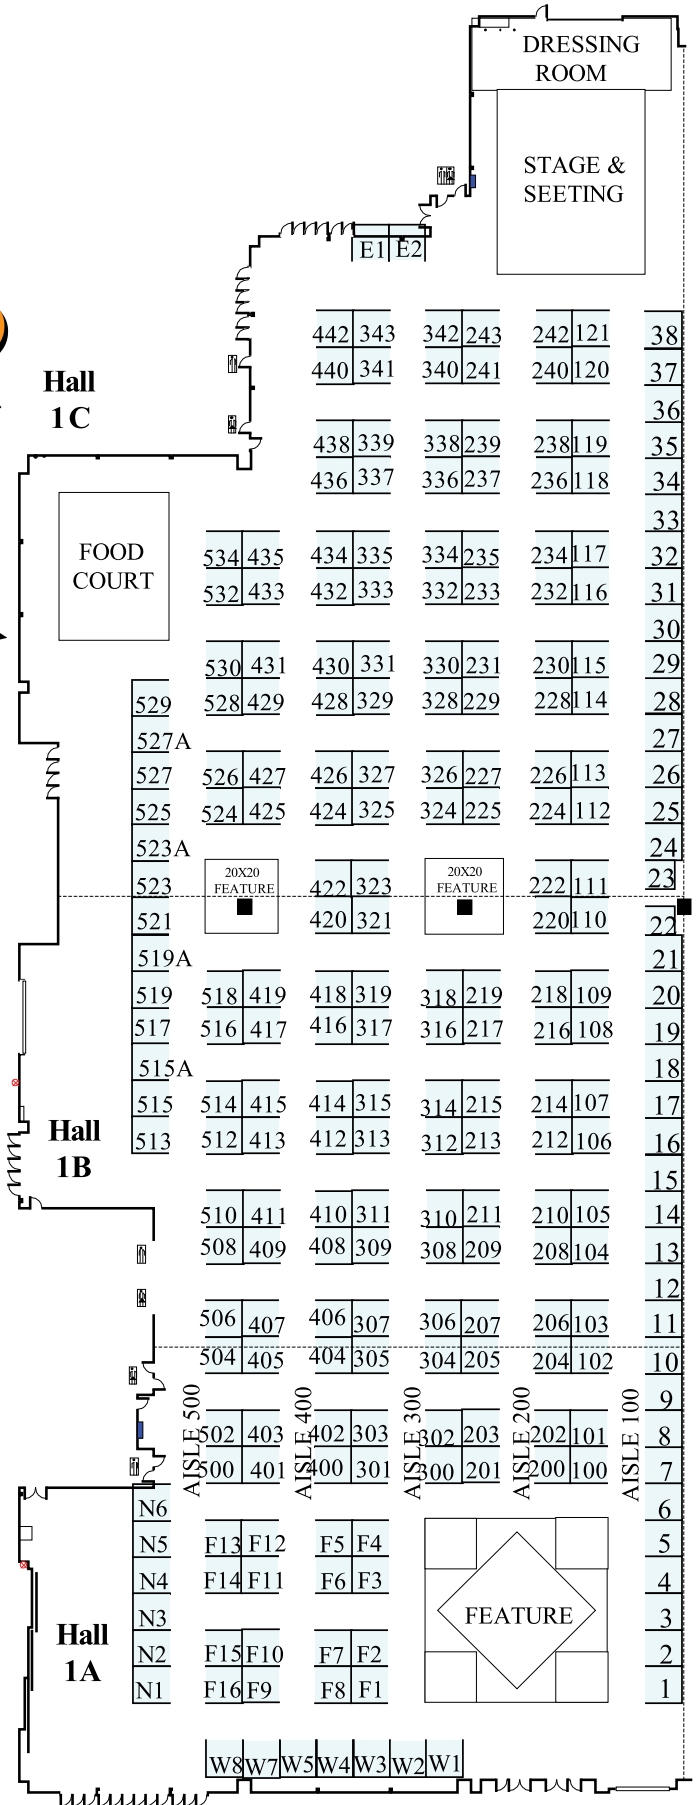 DRESSING
ROOM
STAGE &
SEETING
E1 E2
442 343 342 243 242 121 38
Hall
1C
440 341 340 241 240 120 37
36
438 339 338 239 238 119 35
436 337 336 237 236 118 34
33
FOOD
COURT
534 435 434 335 334 235 234 117 32
532 433 432 333 332 233 232 116 31
30
530 431 430 331 330 231 230 115 29
529 528 429 428 329 328 229 228 114 28
527A 27
527 526 427 426 327 326 227 226 113 26
525 524 425 424 325 324 225 224 112 25
523A 24
20X20
FEATURE
20X20
FEATURE
523 422 323 222 111 23
521 420 321 220 110 22
519A 21
519 518 419 418 319 318 219 218 109 20
517 516 417 416 317 316 217 216 108 19
515A 18
515 514 415 414 315 314 215 214 107 17
Hall
1B
513 512 413 412 313 312 213 212 106 16
15
510 411 410 311 310 211 210 105 14
508 409 408 309 308 209 208 104 13
12
506 407 406 307 306 207 206 103 11
504 405 404 305 304 205 204 102 10
9
AISLE 500 AISLE 400 AISLE 300 AISLE 200 AISLE 100
502 403 402 303 302 203 202 101 8
500 401 400 301 300 201 200 100 7
N6 6
N5 F13 F12 F5 F4 5
N4 F14 F11 F6 F3 4
N3 FEATURE 3
Hall
1A
N2 F15 F10 F7 F2 2
N1 F16 F9 F8 F1 1
W8 W7 W5 W4 W3 W2 W1